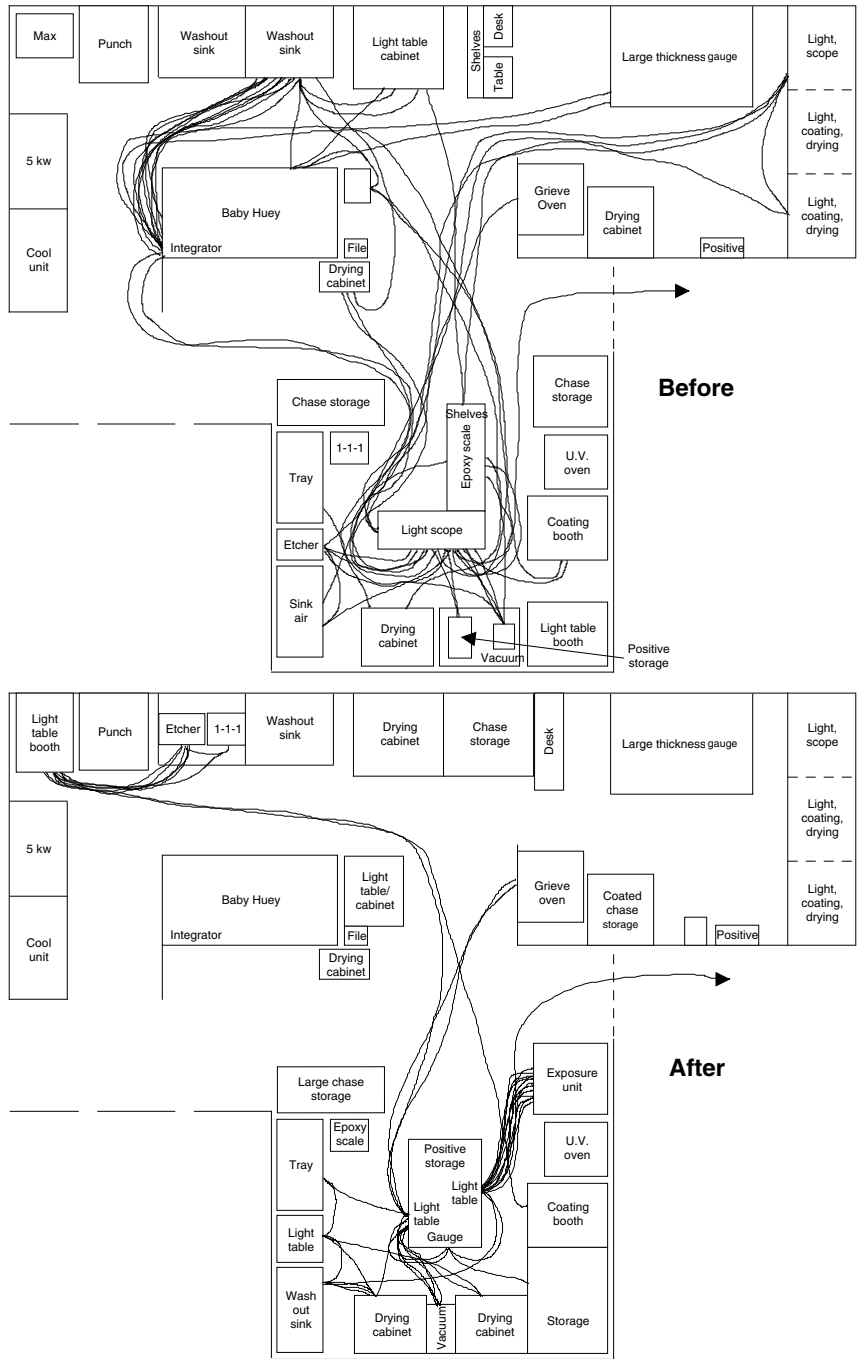 Max
Punch
Washout
sink
Washout
sink
Light table
cabinet
Shelves
Desk
Table
Large thickness gauge
Light,
scope
Light,
coating,
drying
Light,
coating,
drying
5 kw
Cool
unit
Baby Huey
Integrator
File
Drying
cabinet
Grieve
Oven
Drying
cabinet
Positive
Before
Chase storage
1-1-1
Tray
Etcher
Sink
air
Shelves
Epoxy scale
Light scope
Chase
storage
U.V.
oven
Coating
booth
Drying
cabinet
Vacuum
Light table
booth
Positive
storage
Light
table
booth
Punch
Etcher
1-1-1
Washout
sink
Drying
cabinet
Chase
storage
Desk
Large thickness gauge
Light,
scope
Light,
coating,
drying
Light,
coating,
drying
5 kw
Cool
unit
Baby Huey
Integrator
Light
table/
cabinet
File
Drying
cabinet
Grieve
oven
Coated
chase
storage
Positive
After
Large chase
storage
Epoxy
scale
Tray
Light
table
Wash
out
sink
Positive
storage
Light
table
Light
table
Gauge
Exposure
unit
U.V.
oven
Coating
booth
Drying
cabinet
Vacuum
Drying
cabinet
Storage